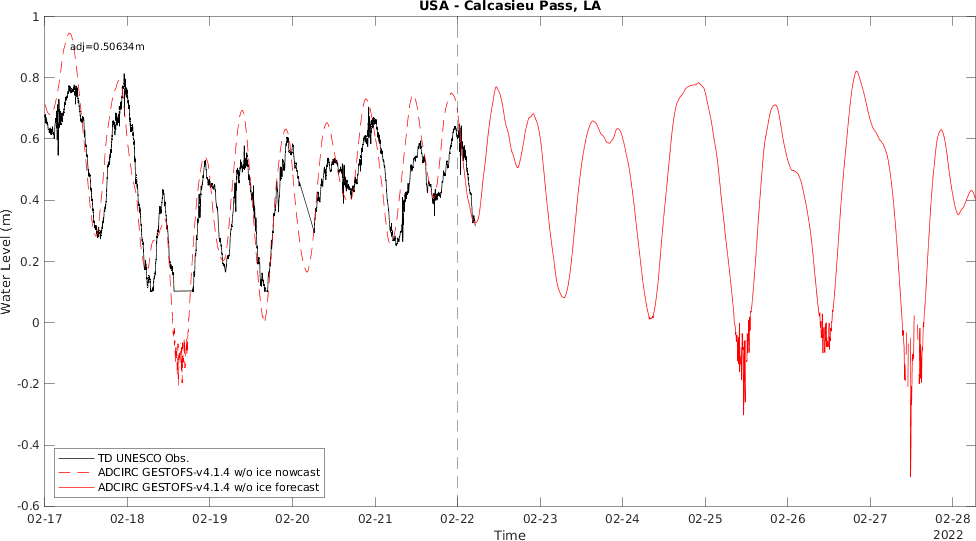 USA - Calcasieu Pass, LA
adj=0.50634m
Water Level (m)
1
0.8
0.6
0.4
0.2
0
-0.2
-0.4
-0.6
TD UNESCO Obs.
ADCIRC GESTOFS-v4.1.4 w/o ice nowcast
ADCIRC GESTOFS-v4.1.4 w/o ice forecast
02-17 02-18 02-19 02-20 02-21 02-22 02-23 02-24 02-25 02-26 02-27 02-28
2022
Time